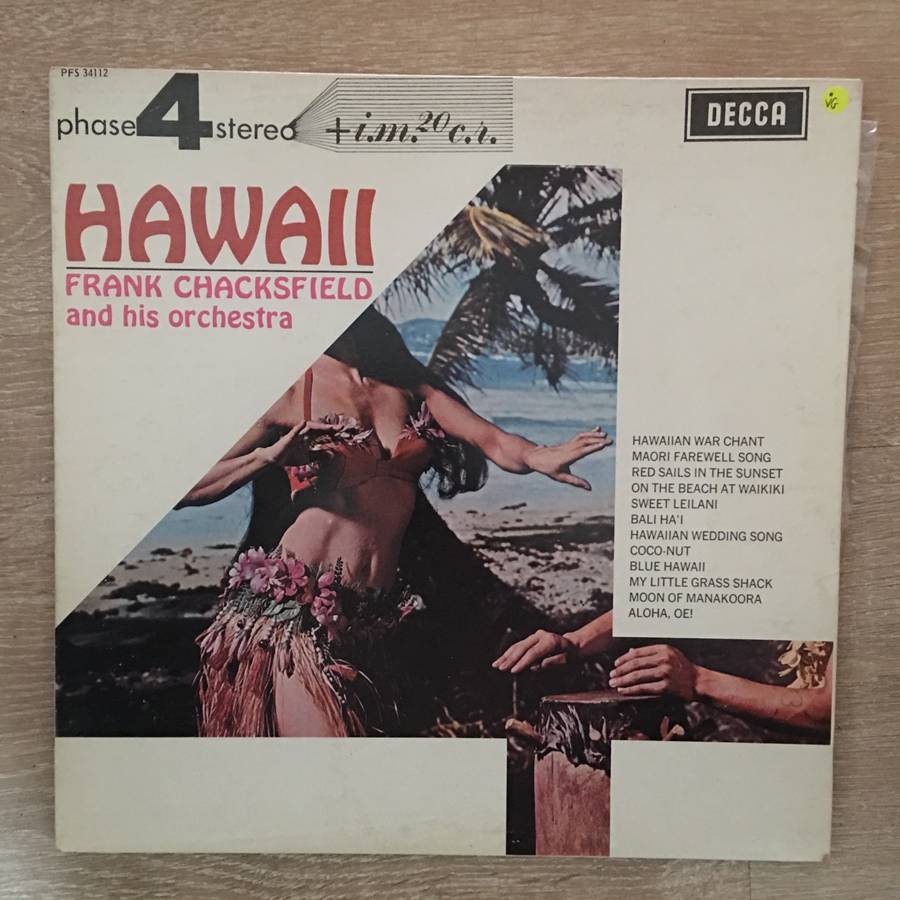 PFS 34112
phase 4 stereo +i.m.20c.r.
DECCA
VG
HAWAII
FRANK CHACKSFIELD
and his orchestra
HAWAIIAN WAR CHANT
MAORI FAREWELL SONG
RED SAILS IN THE SUNSET
ON THE BEACH AT WAIKIKI
SWEET LEILANI
BALI HA'I
HAWAIIAN WEDDING SONG
COCO-NUT
BLUE HAWAII
MY LITTLE GRASS SHACK
MOON OF MANAKOORA
ALOHA, OE!